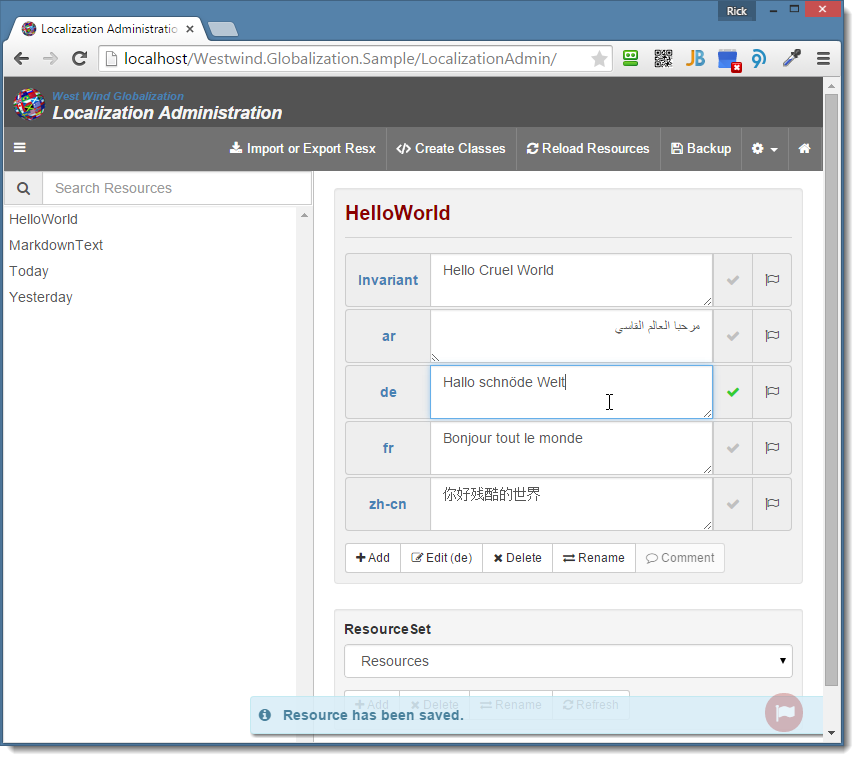 Rick
Localization Administratio
localhost/Westwind.Globalization.Sample/LocalizationAdmin/
JB
West Wind Globalization
Localization Administration
Import or Export Resx
Create Classes
Reload Resources
Backup
Search Resources
HelloWorld
MarkdownText
Today
Yesterday
HelloWorld
Invariant
Hello Cruel World
ar
مرحبا العالم القاسي
de
Hallo schnöde Welt
fr
Bonjour tout le monde
zh-cn
你好残酷的世界
Add
Edit (de)
Delete
Rename
Comment
ResourceSet
Resources
Add
Delete
Rename
Refresh
Resource has been saved.